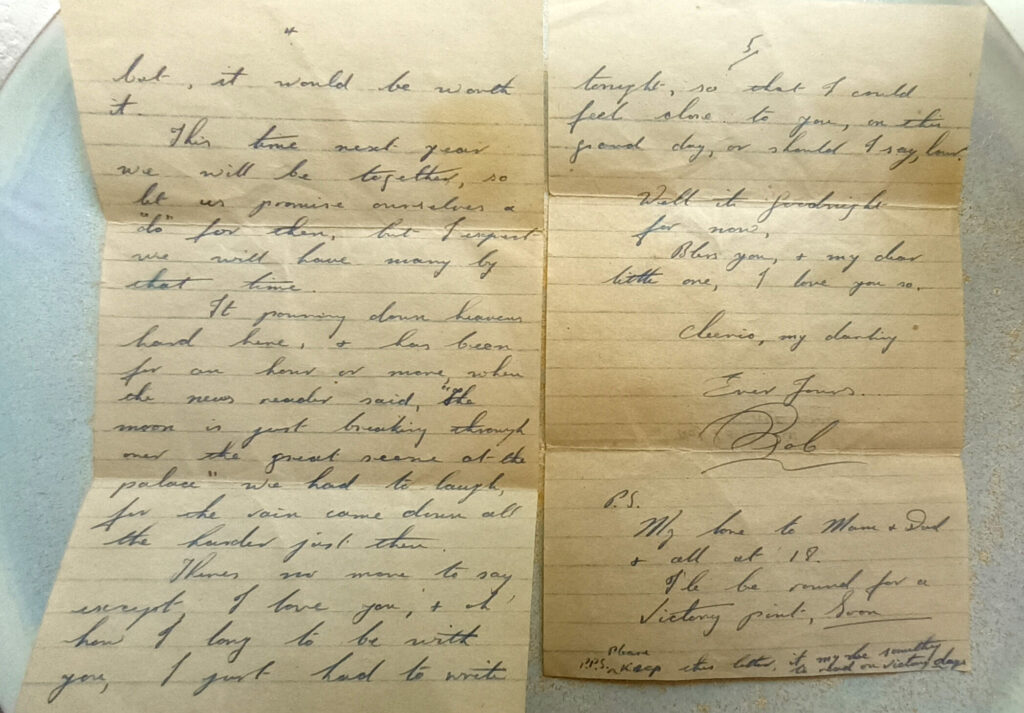 4
bet, it would be worth
it.
This time next year
we will be together, so
let us promise ourselves a
"do" for then, but I expect
we will have many by
that time.
It pouring down heavens
hard here, & has been
for an hour or more, when
the news reader said, "the
moon is just breaking through
over the great scene at the
palace" we had to laugh,
for the rain came down all
the harder just then.
Theres no more to say
except, I love you, & oh
how I long to be with
you, I just had to write
5
tonight, so that I could
feel close to you, on this
grand day, or should I say, hour.
Well it goodnight
for now,
Bless you, & my dear
little one, I love you so.
Cheerio, my darling
Ever Yours...
Bob
P.S.
My love to Mam & Dad
& all at 18.
I'le be round for a
Victory pint, Soon
P.P.S. Please Keep this letter, it may be something
to read on victory days